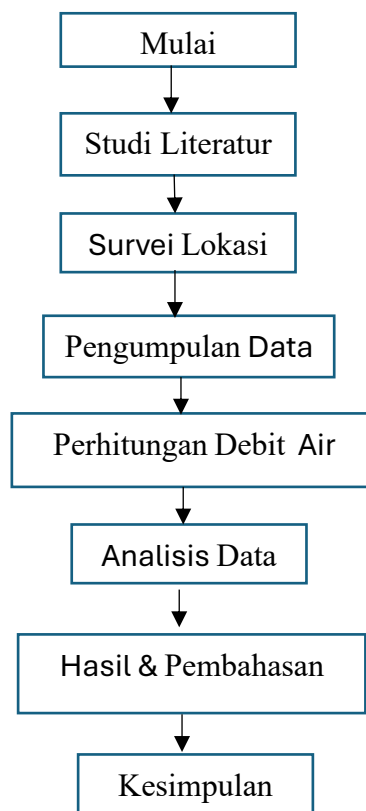 Mulai
Studi Literatur
Survei Lokasi
Pengumpulan Data
Perhitungan Debit Air
Analisis Data
Hasil & Pembahasan
Kesimpulan